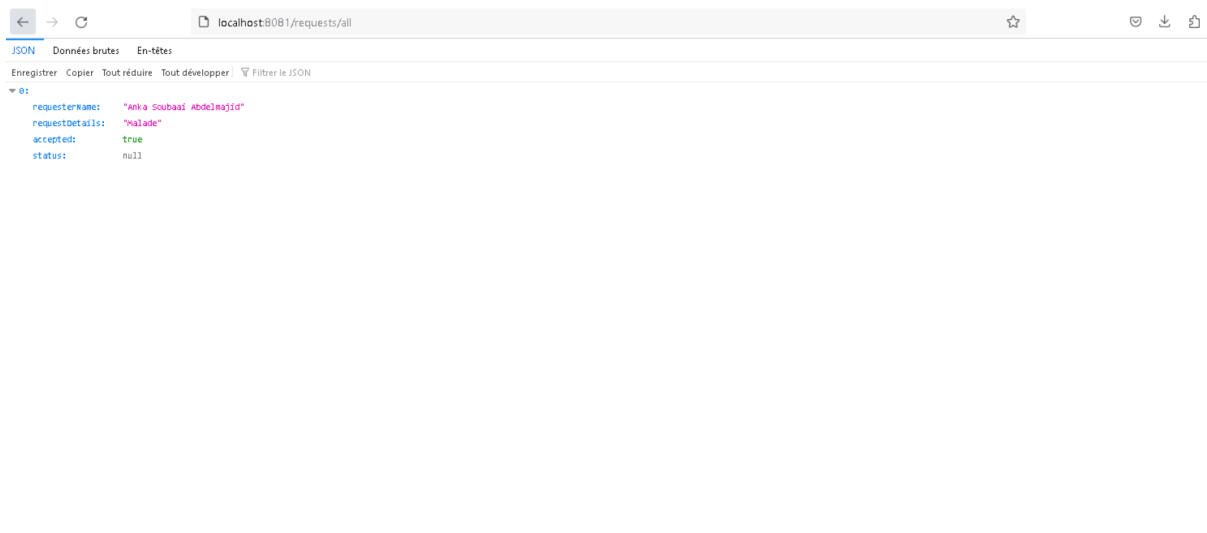 localhost:8081/requests/all
JSON Données brutes En-têtes
Enregistrer Copier Tout réduire Tout développer Filtrer le JSON
0:
requesterName: "Anka Soubaai Abdelmajid"
requestDetails: "Malade"
accepted: true
status: null